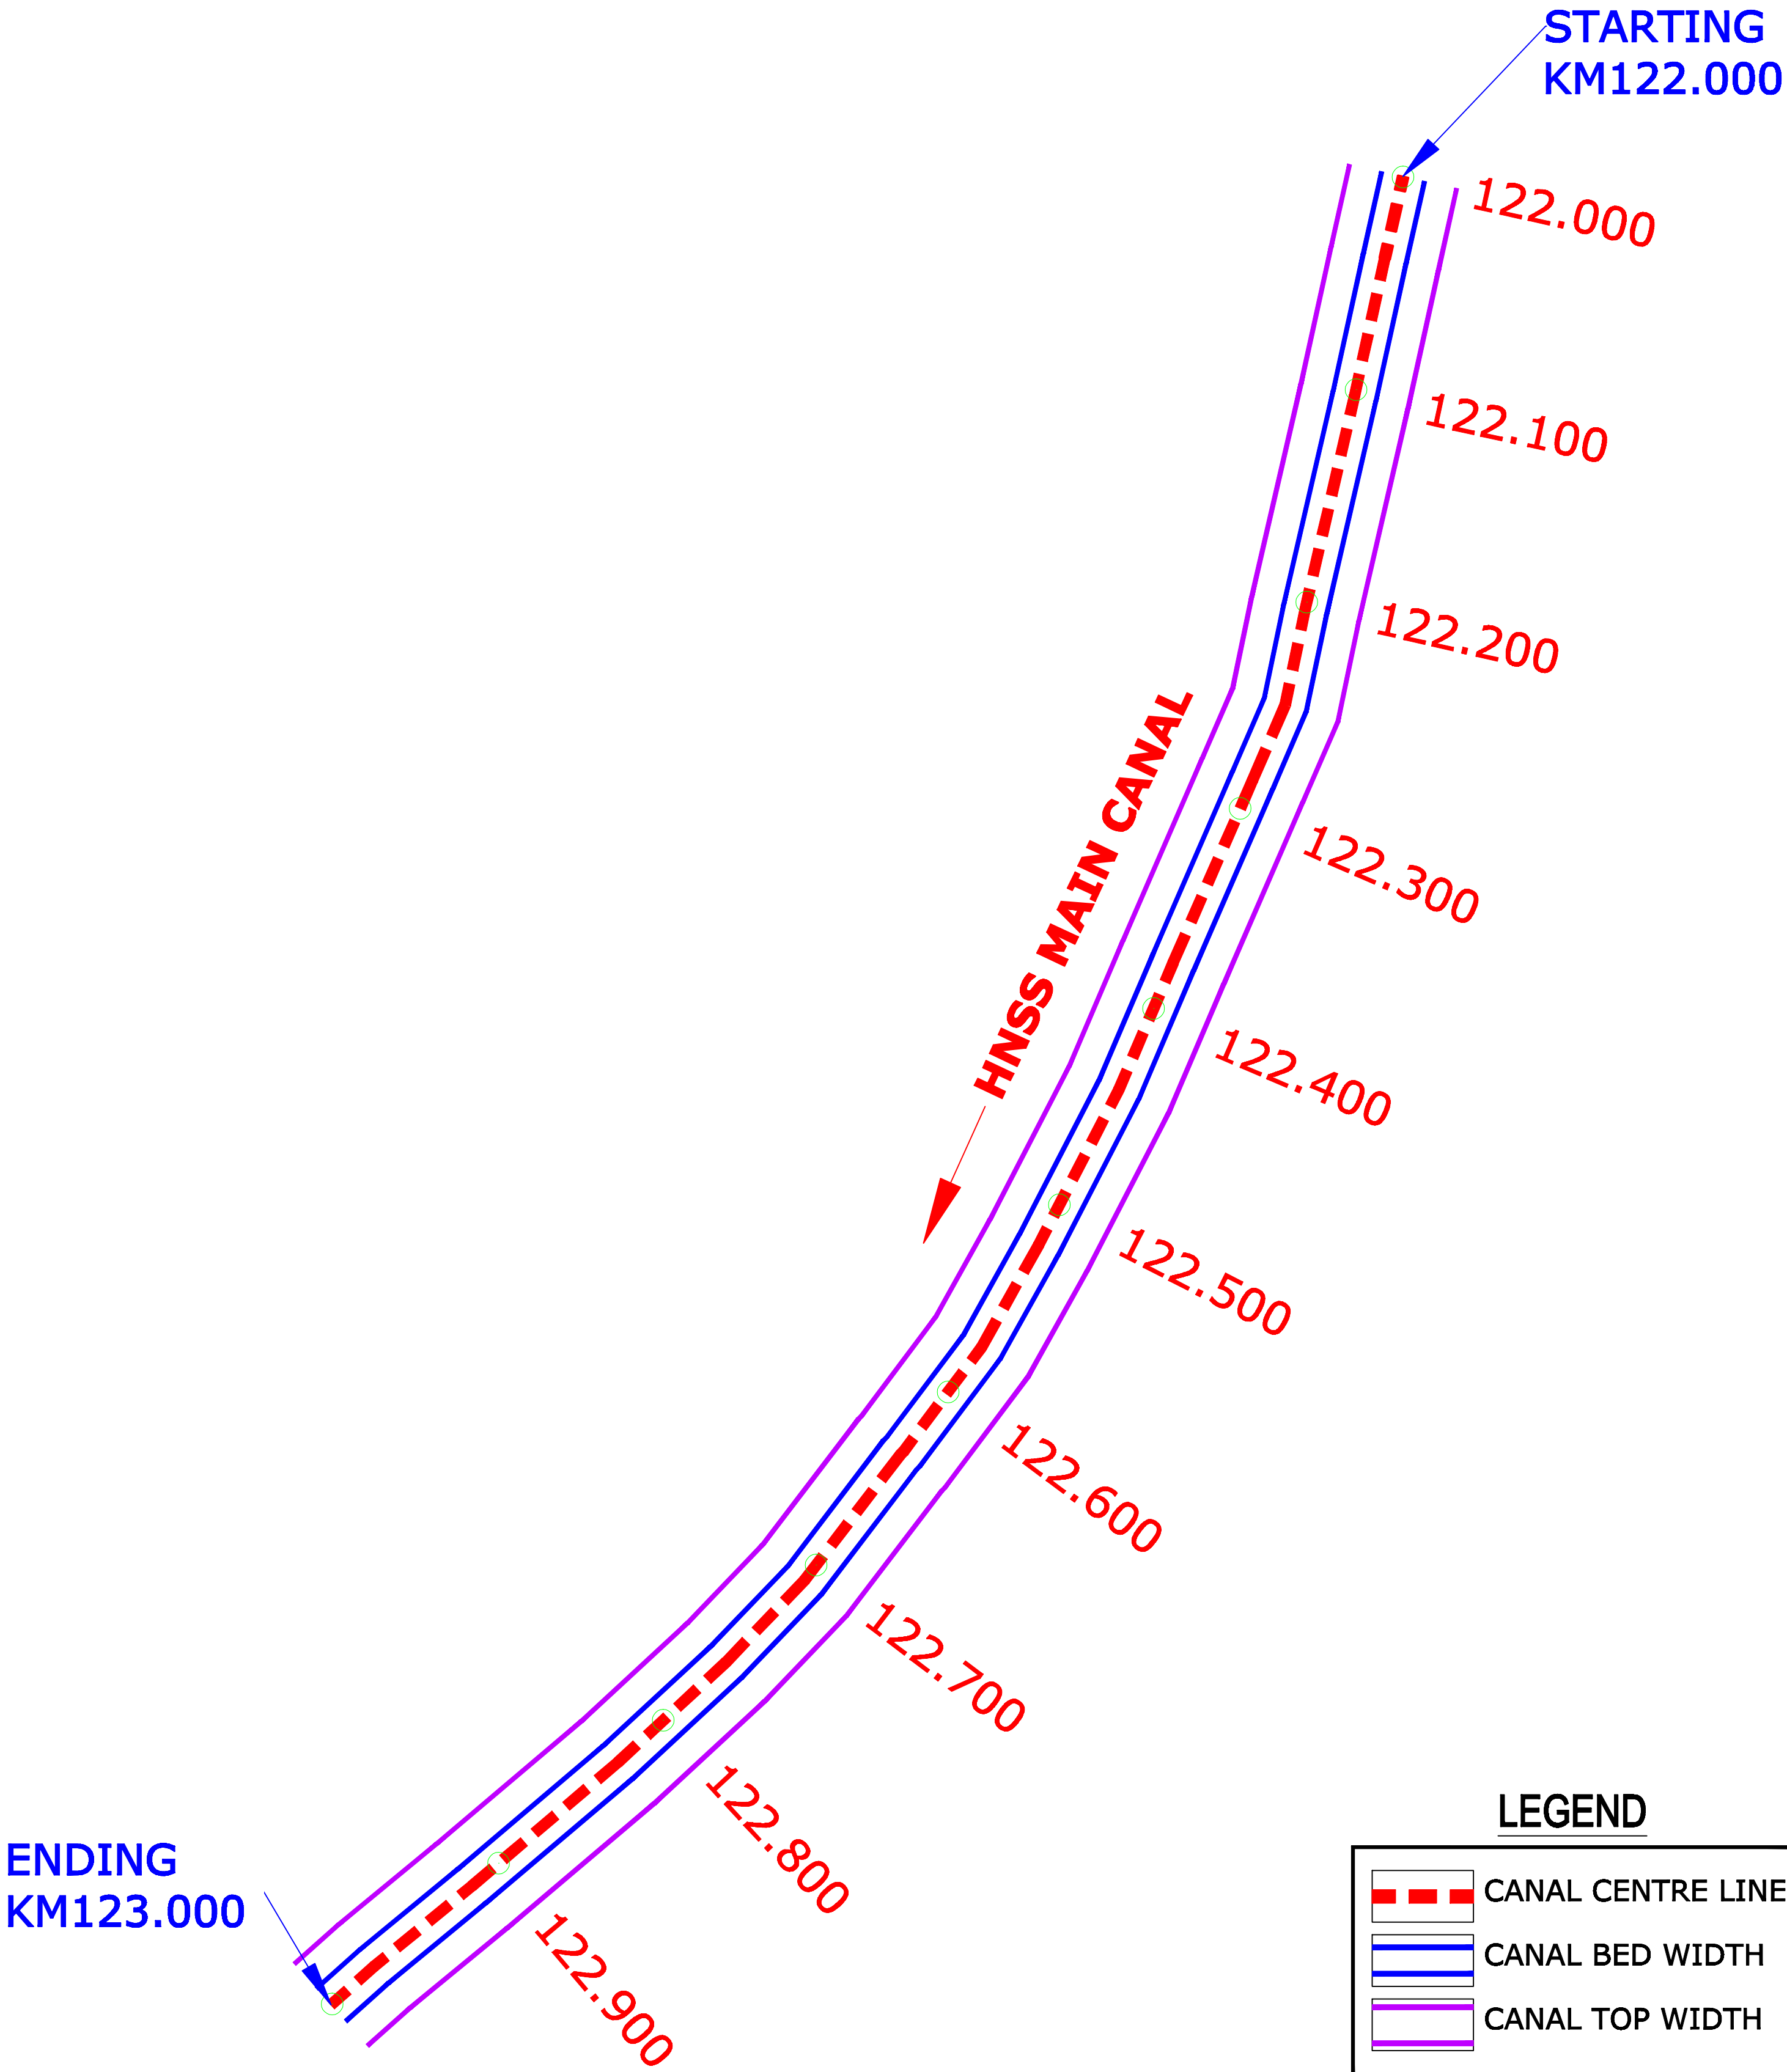 STARTING
KM122.000
122.000
122.100
122.200
HNSS MAIN CANAL
122.300
122.400
122.500
122.600
122.700
122.800
122.900
ENDING
KM123.000
LEGEND
CANAL CENTRE LINE
CANAL BED WIDTH
CANAL TOP WIDTH